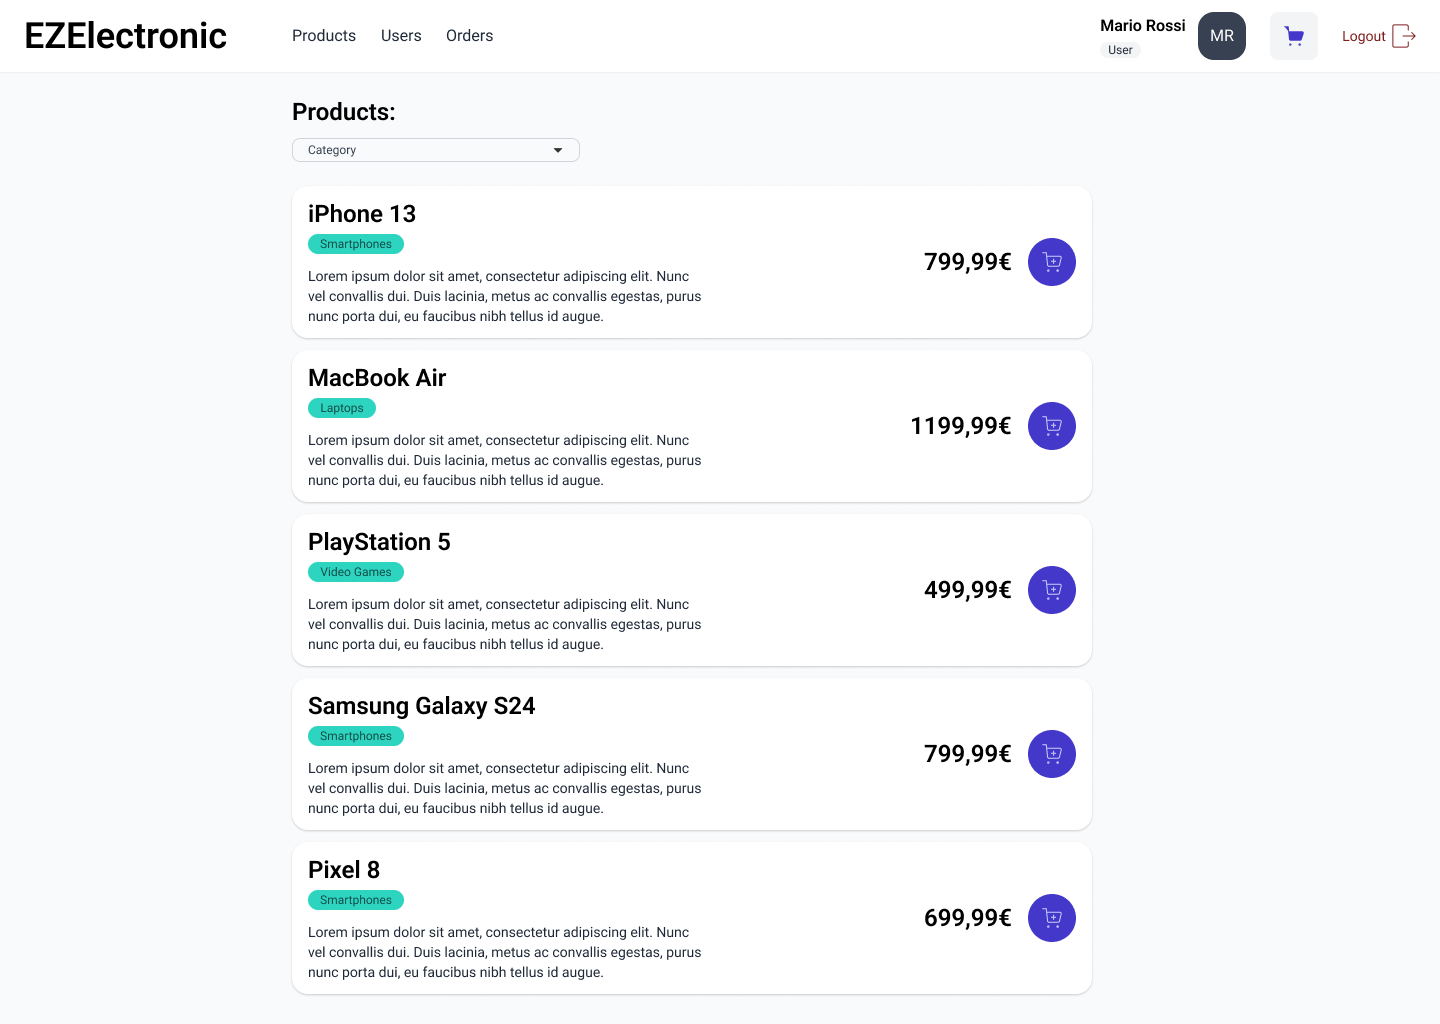 EZElectronic
Products
Users
Orders
Mario Rossi
User
MR
Logout
Products:
Category
iPhone 13
Smartphones
Lorem ipsum dolor sit amet, consectetur adipiscing elit. Nunc
vel convallis dui. Duis lacinia, metus ac convallis egestas, purus
nunc porta dui, eu faucibus nibh tellus id augue.
799,99€
MacBook Air
Laptops
Lorem ipsum dolor sit amet, consectetur adipiscing elit. Nunc
vel convallis dui. Duis lacinia, metus ac convallis egestas, purus
nunc porta dui, eu faucibus nibh tellus id augue.
1199,99€
PlayStation 5
Video Games
Lorem ipsum dolor sit amet, consectetur adipiscing elit. Nunc
vel convallis dui. Duis lacinia, metus ac convallis egestas, purus
nunc porta dui, eu faucibus nibh tellus id augue.
499,99€
Samsung Galaxy S24
Smartphones
Lorem ipsum dolor sit amet, consectetur adipiscing elit. Nunc
vel convallis dui. Duis lacinia, metus ac convallis egestas, purus
nunc porta dui, eu faucibus nibh tellus id augue.
799,99€
Pixel 8
Smartphones
Lorem ipsum dolor sit amet, consectetur adipiscing elit. Nunc
vel convallis dui. Duis lacinia, metus ac convallis egestas, purus
nunc porta dui, eu faucibus nibh tellus id augue.
699,99€